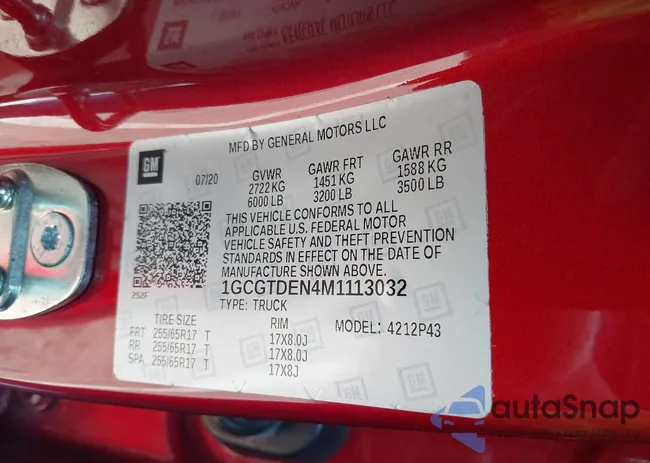 MFD BY GENERAL MOTORS LLC
GM
07/20
GVWR GAWR FRT GAWR RR
2722 KG 1451 KG 1588 KG
6000 LB 3200 LB 3500 LB
THIS VEHICLE CONFORMS TO ALL
APPLICABLE U.S. FEDERAL MOTOR
VEHICLE SAFETY AND THEFT PREVENTION
STANDARDS IN EFFECT ON THE DATE OF
MANUFACTURE SHOWN ABOVE.
1GCGTDEN4M1113032
252F
TYPE: TRUCK
TIRE SIZE RIM MODEL: 4212P43
FRT 255/65R17 T 17X8.0J
RR 255/65R17 T 17X8.0J
SPA 255/65R17 T 17X8J
autaSnap